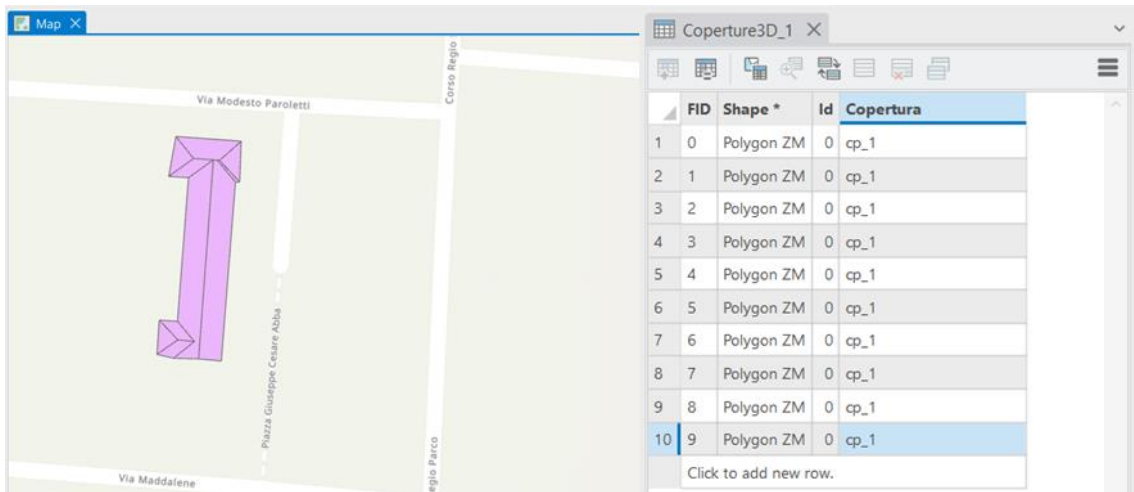 Map
Via Modesto Paroletti
Corso Regio
Piazza Giuseppe Cesare Abba
egio Parco
Via Maddalene
Coperture3D_1
FID Shape * Id Copertura
1 0 Polygon ZM 0 cp_1
2 1 Polygon ZM 0 cp_1
3 2 Polygon ZM 0 cp_1
4 3 Polygon ZM 0 cp_1
5 4 Polygon ZM 0 cp_1
6 5 Polygon ZM 0 cp_1
7 6 Polygon ZM 0 cp_1
8 7 Polygon ZM 0 cp_1
9 8 Polygon ZM 0 cp_1
10 9 Polygon ZM 0 cp_1
Click to add new row.